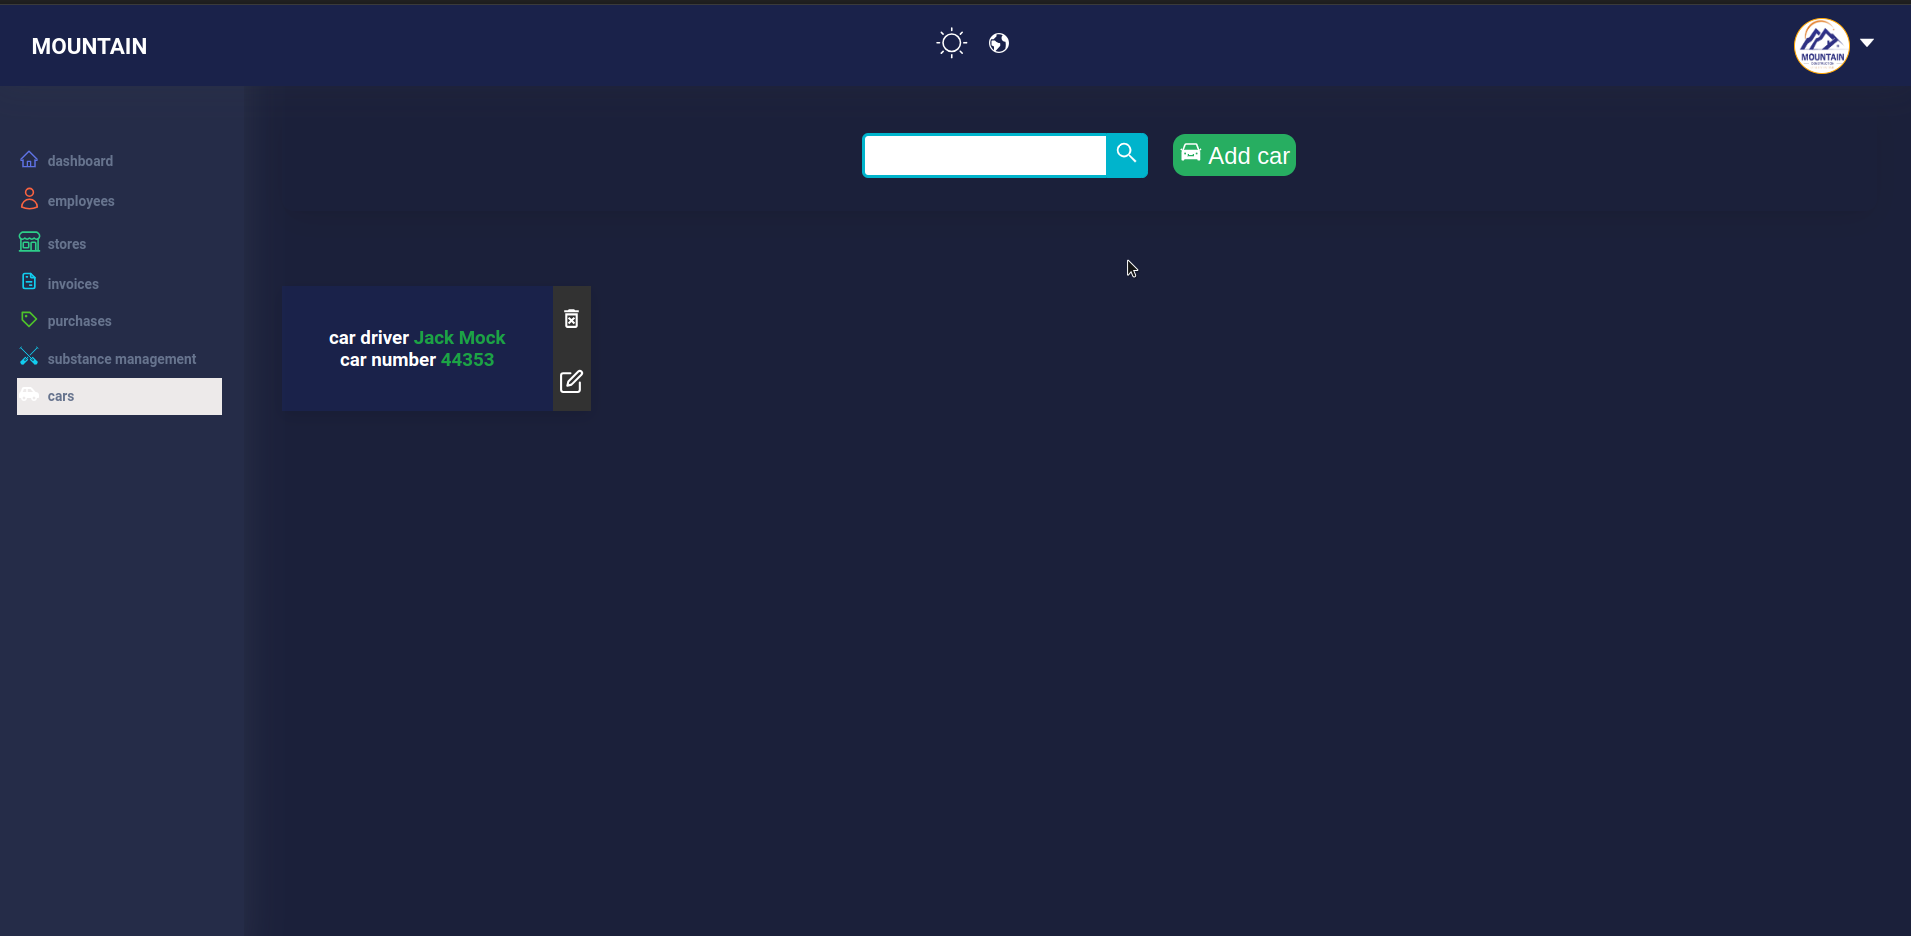 MOUNTAIN
MOUNTAIN
Add car
dashboard
employees
stores
invoices
purchases
substance management
cars
car driver Jack Mock
car number 44353